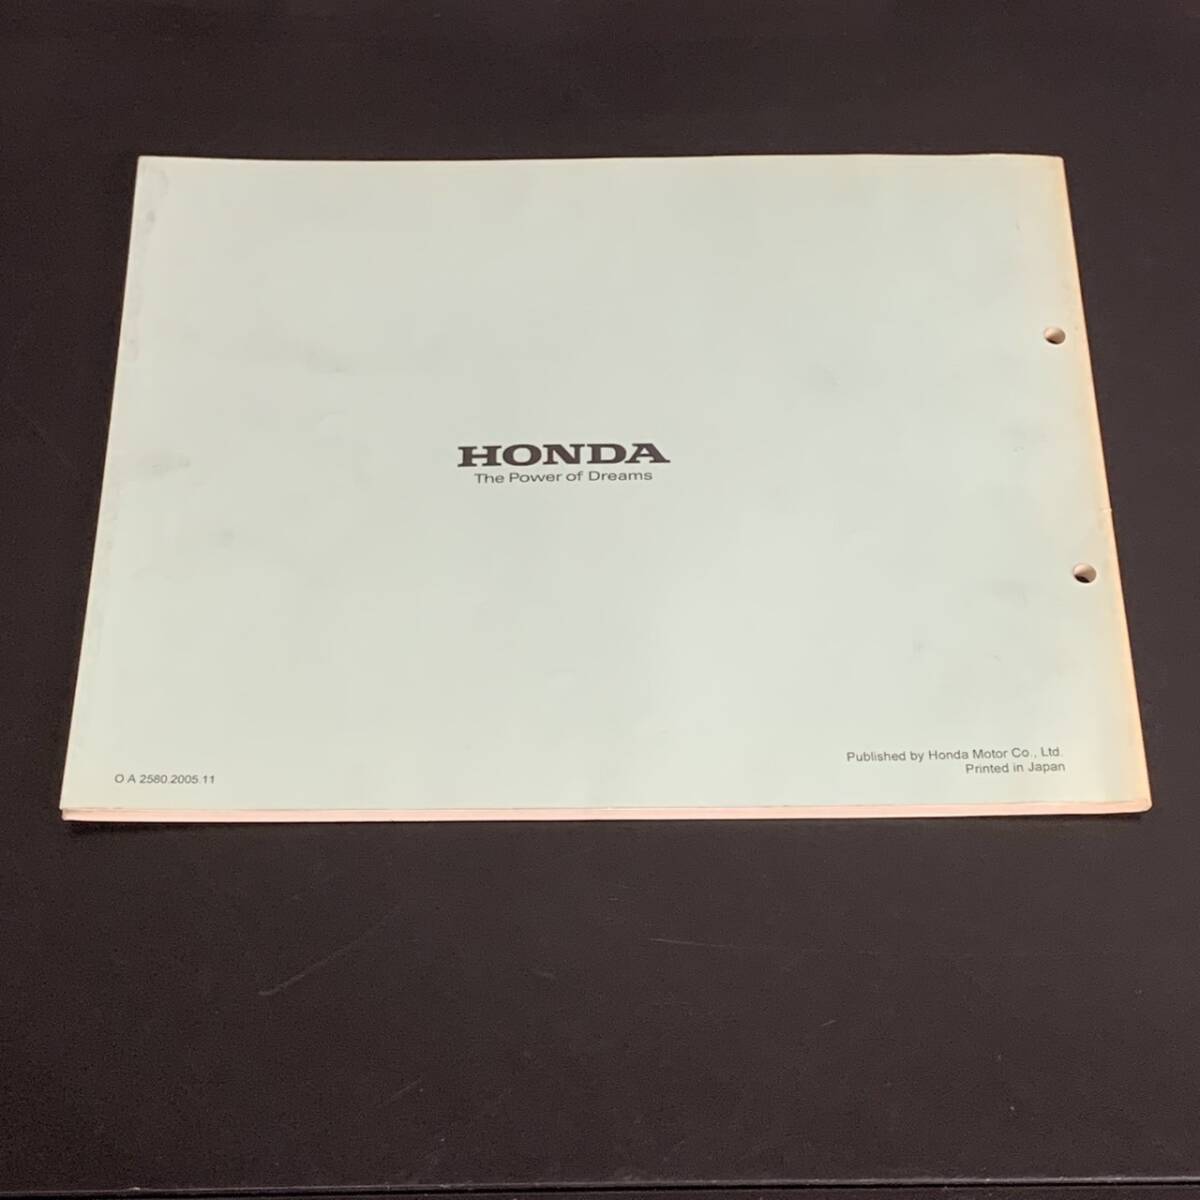 HONDA
The Power of Dreams
Published by Honda Motor Co., Ltd.
Printed in Japan
O A 2580.2005.11